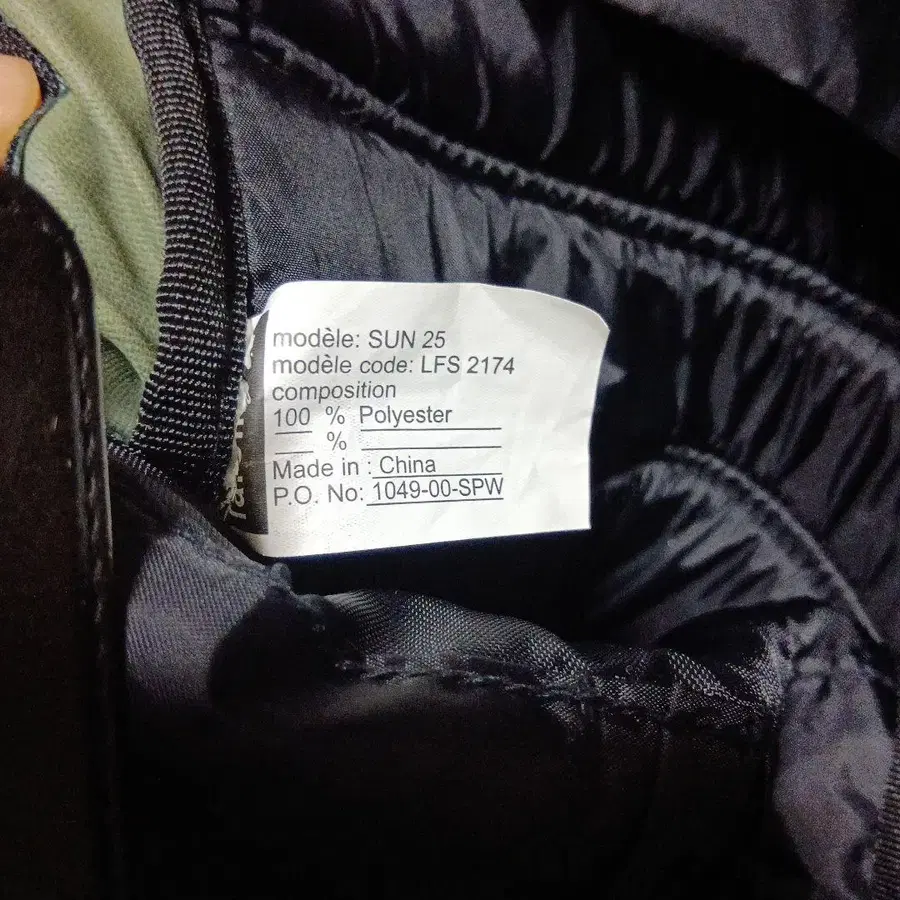 modèle: SUN 25
modèle code: LFS 2174
composition
100 % Polyester
%
Made in : China
P.O. No: 1049-00-SPW